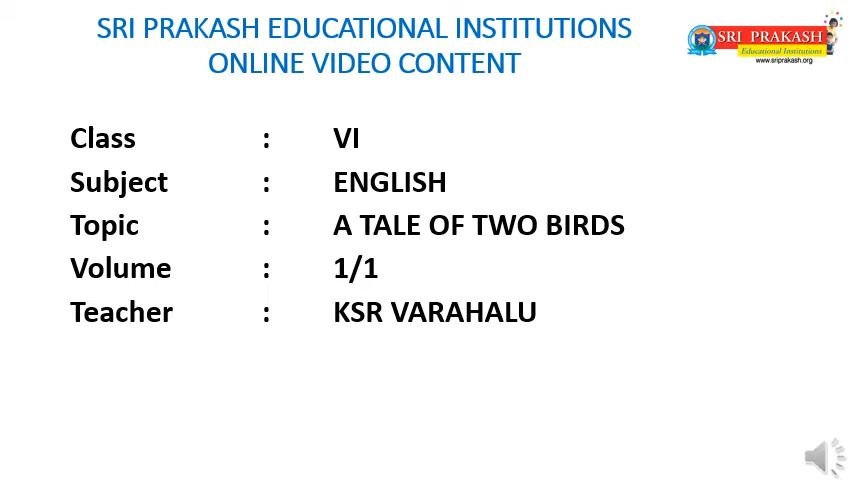 SRI PRAKASH EDUCATIONAL INSTITUTIONS
ONLINE VIDEO CONTENT
SRI PRAKASH
Educational Institutions
www.sriprakash.org
Class : VI
Subject : ENGLISH
Topic : A TALE OF TWO BIRDS
Volume : 1/1
Teacher : KSR VARAHALU